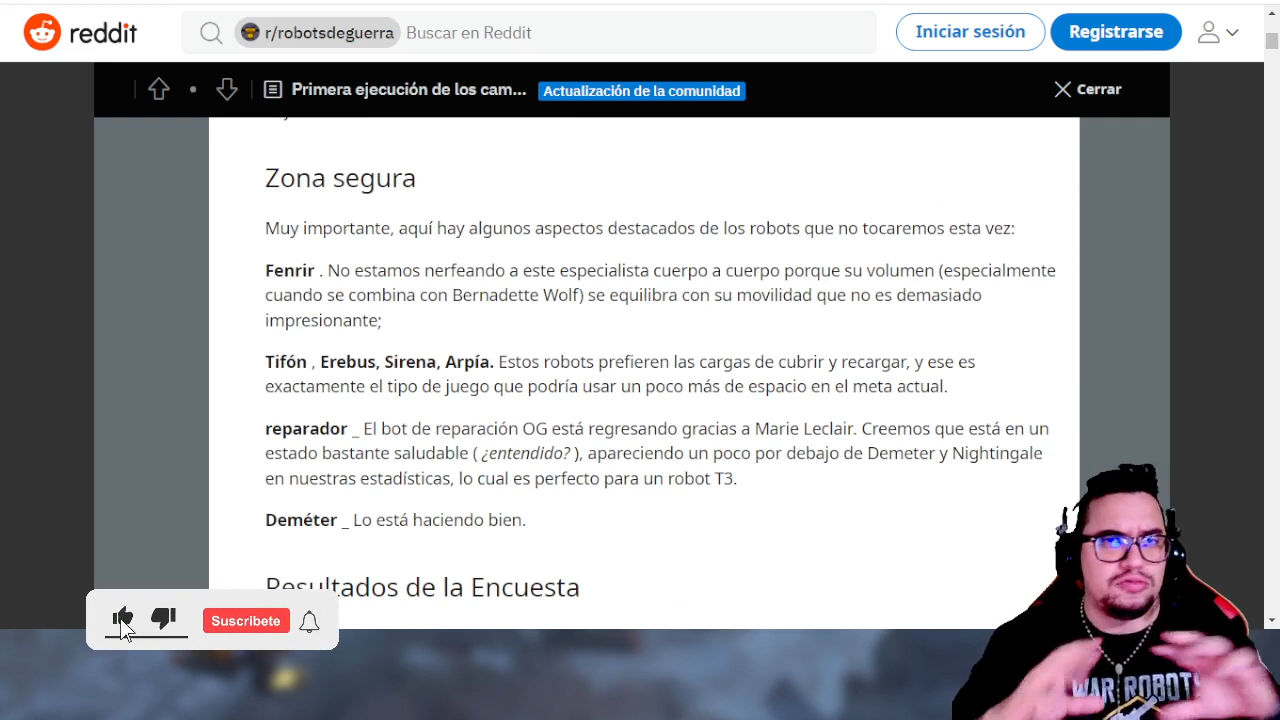 reddit
r/robotsdeguerra
Buscar en Reddit
Iniciar sesión
Registrarse
Primera ejecución de los cam...
Actualización de la comunidad
Cerrar
Zona segura
Muy importante, aquí hay algunos aspectos destacados de los robots que no tocaremos esta vez:
Fenrir . No estamos nerfeando a este especialista cuerpo a cuerpo porque su volumen (especialmente
cuando se combina con Bernadette Wolf) se equilibra con su movilidad que no es demasiado
impresionante;
Tifón , Erebus, Sirena, Arpía. Estos robots prefieren las cargas de cubrir y recargar, y ese es
exactamente el tipo de juego que podría usar un poco más de espacio en el meta actual.
reparador _ El bot de reparación OG está regresando gracias a Marie Leclair. Creemos que está en un
estado bastante saludable ( ¿entendido? ), apareciendo un poco por debajo de Demeter y Nightingale
en nuestras estadísticas, lo cual es perfecto para un robot T3.
Deméter _ Lo está haciendo bien.
Resultados de la Encuesta
Suscribete
WAR ROBOTS